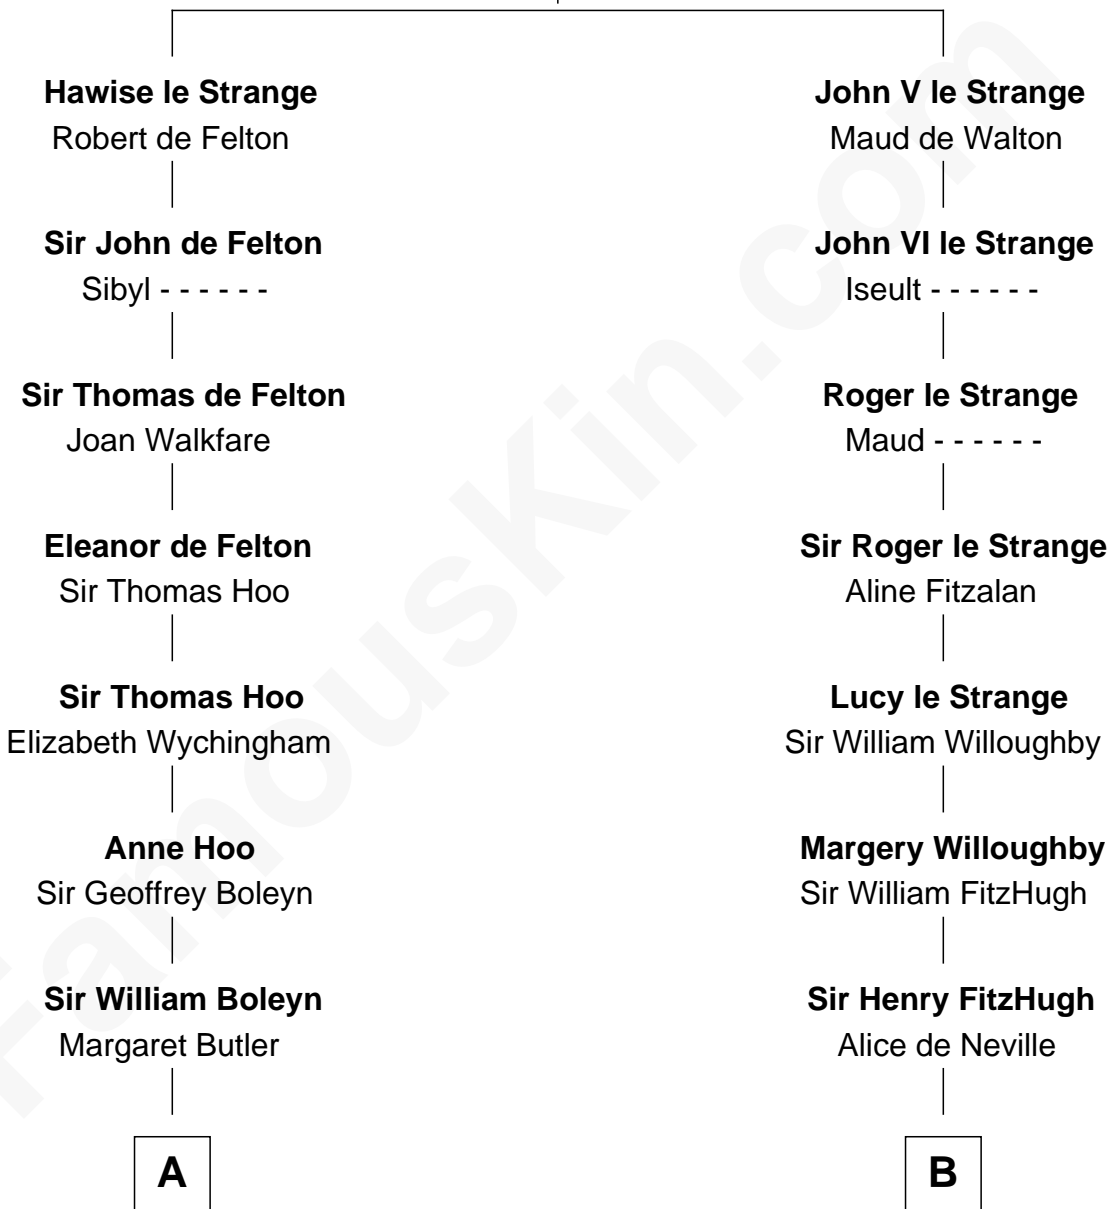 Hawise le Strange
Robert de Felton
Sir John de Felton
Sibyl - - - - - -
Sir Thomas de Felton
Joan Walkfare
Eleanor de Felton
Sir Thomas Hoo
Sir Thomas Hoo
Elizabeth Wychingham
Anne Hoo
Sir Geoffrey Boleyn
Sir William Boleyn
Margaret Butler
A
John V le Strange
Maud de Walton
John VI le Strange
Iseult - - - - - -
Roger le Strange
Maud - - - - - -
Sir Roger le Strange
Aline Fitzalan
Lucy le Strange
Sir William Willoughby
Margery Willoughby
Sir William FitzHugh
Sir Henry FitzHugh
Alice de Neville
B
FamousKin.com